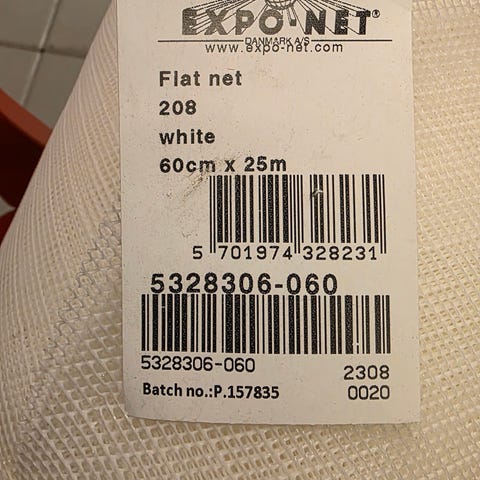 EXPO-NET®
DANMARK A/S
www.expo-net.com
Flat net
208
white
60cm x 25m
5 701974 328231
5328306-060
5328306-060
2308
Batch no.:P.157835
0020